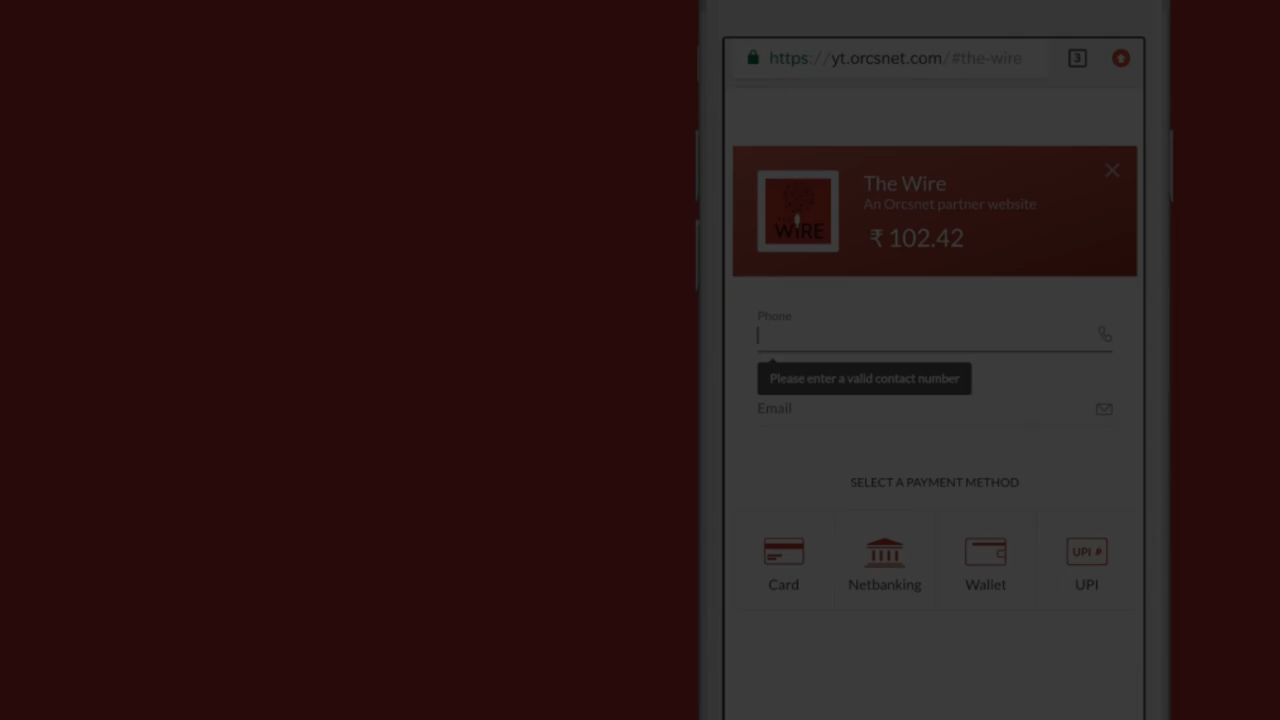 https://yt.orcsnet.com/#the-wire
3
The Wire
An Orcsnet partner website
WIRE
₹ 102.42
Phone
Please enter a valid contact number
Email
SELECT A PAYMENT METHOD
UPI
Card
Netbanking
Wallet
UPI